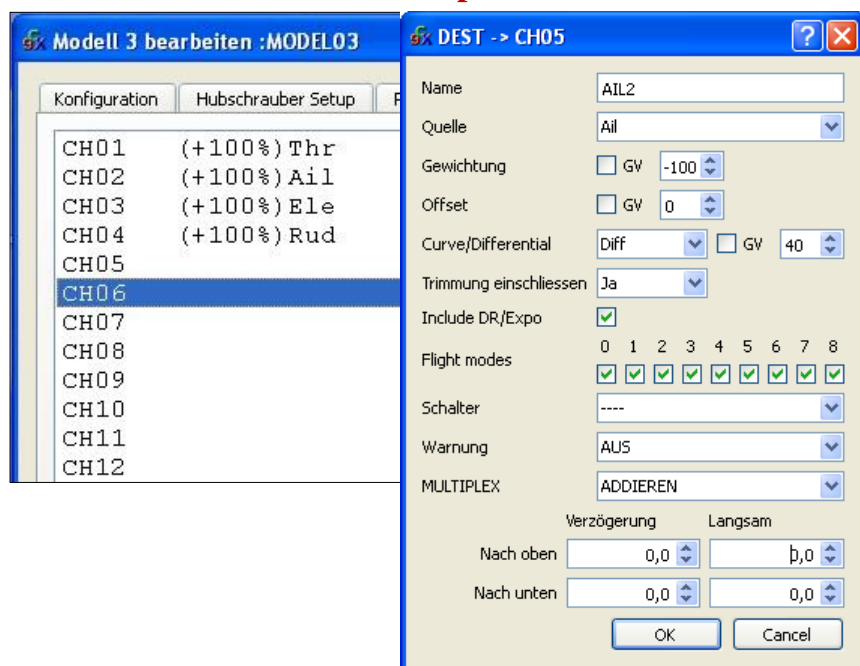 Modell 3 bearbeiten :MODEL03
Konfiguration Hubschrauber Setup
CH01 (+100%)Thr
CH02 (+100%)Ail
CH03 (+100%)Ele
CH04 (+100%)Rud
CH05
CH06
CH07
CH08
CH09
CH10
CH11
CH12
DEST -> CH05
Name AIL2
Quelle Ail
Gewichtung GV -100
Offset GV 0
Curve/Differential Diff GV 40
Trimmung einschliessen Ja
Include DR/Expo
0 1 2 3 4 5 6 7 8
Flight modes
Schalter ----
Warnung AUS
MULTIPLEX ADDIEREN
Verzögerung Langsam
Nach oben 0,0 0,0
Nach unten 0,0 0,0
OK Cancel